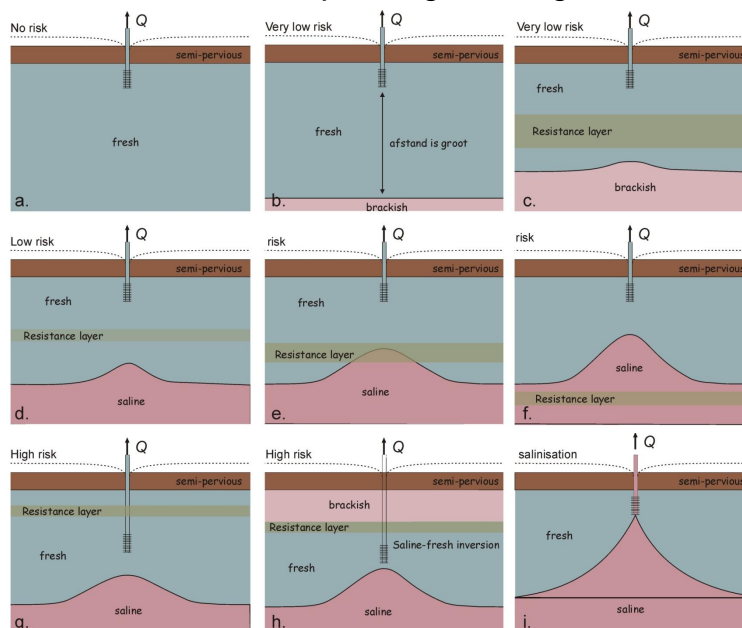 No risk
Q
semi-pervious
fresh
a.
Very low risk
Q
semi-pervious
fresh
afstand is groot
brackish
b.
Very low risk
Q
semi-pervious
fresh
Resistance layer
brackish
c.
Low risk
Q
semi-pervious
fresh
Resistance layer
saline
d.
risk
Q
semi-pervious
fresh
Resistance layer
saline
e.
risk
Q
semi-pervious
fresh
saline
Resistance layer
f.
High risk
Q
semi-pervious
Resistance layer
fresh
saline
g.
High risk
Q
semi-pervious
brackish
Resistance layer
Saline-fresh inversion
fresh
saline
h.
salinisation
Q
semi-pervious
fresh
saline
i.